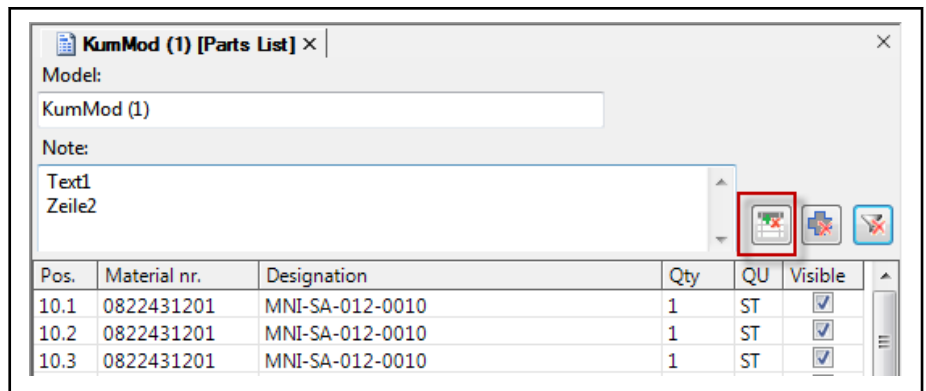 KumMod (1) [Parts List]
Model:
KumMod (1)
Note:
Text1
Zeile2
Pos. Material nr. Designation Qty QU Visible
10.1 0822431201 MNI-SA-012-0010 1 ST
10.2 0822431201 MNI-SA-012-0010 1 ST
10.3 0822431201 MNI-SA-012-0010 1 ST